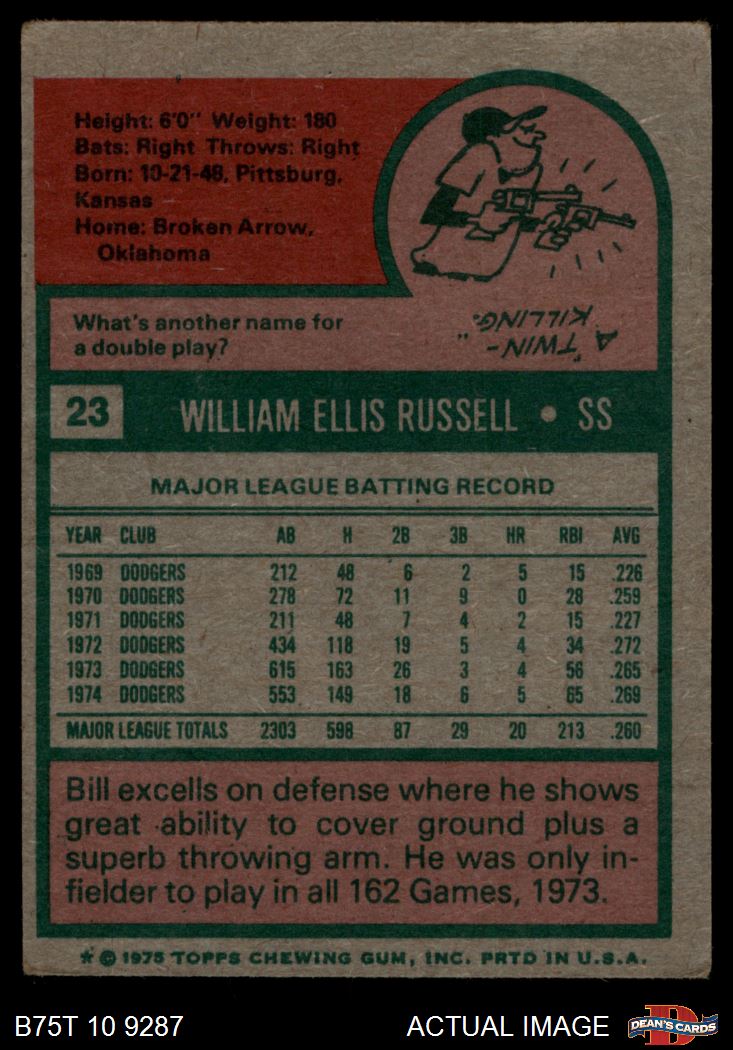 Height: 6'0" Weight: 180
Bats: Right Throws: Right
Born: 10-21-48, Pittsburg,
Kansas
Home: Broken Arrow,
Oklahoma
What's another name for
a double play?
A "TWIN-
KILLING."
23 WILLIAM ELLIS RUSSELL • SS
MAJOR LEAGUE BATTING RECORD
YEAR CLUB AB H 2B 3B HR RBI AVG
1969 DODGERS 212 48 6 2 5 15 .226
1970 DODGERS 278 72 11 9 0 28 .259
1971 DODGERS 211 48 7 4 2 15 .227
1972 DODGERS 434 118 19 5 4 34 .272
1973 DODGERS 615 163 26 3 4 56 .265
1974 DODGERS 553 149 18 6 5 65 .269
MAJOR LEAGUE TOTALS 2303 598 87 29 20 213 .260
Bill excells on defense where he shows
great ability to cover ground plus a
superb throwing arm. He was only in-
fielder to play in all 162 Games, 1973.
* © 1975 TOPPS CHEWING GUM, INC. PRTD IN U.S.A.
B75T 10 9287 ACTUAL IMAGE DEAN'S CARDS